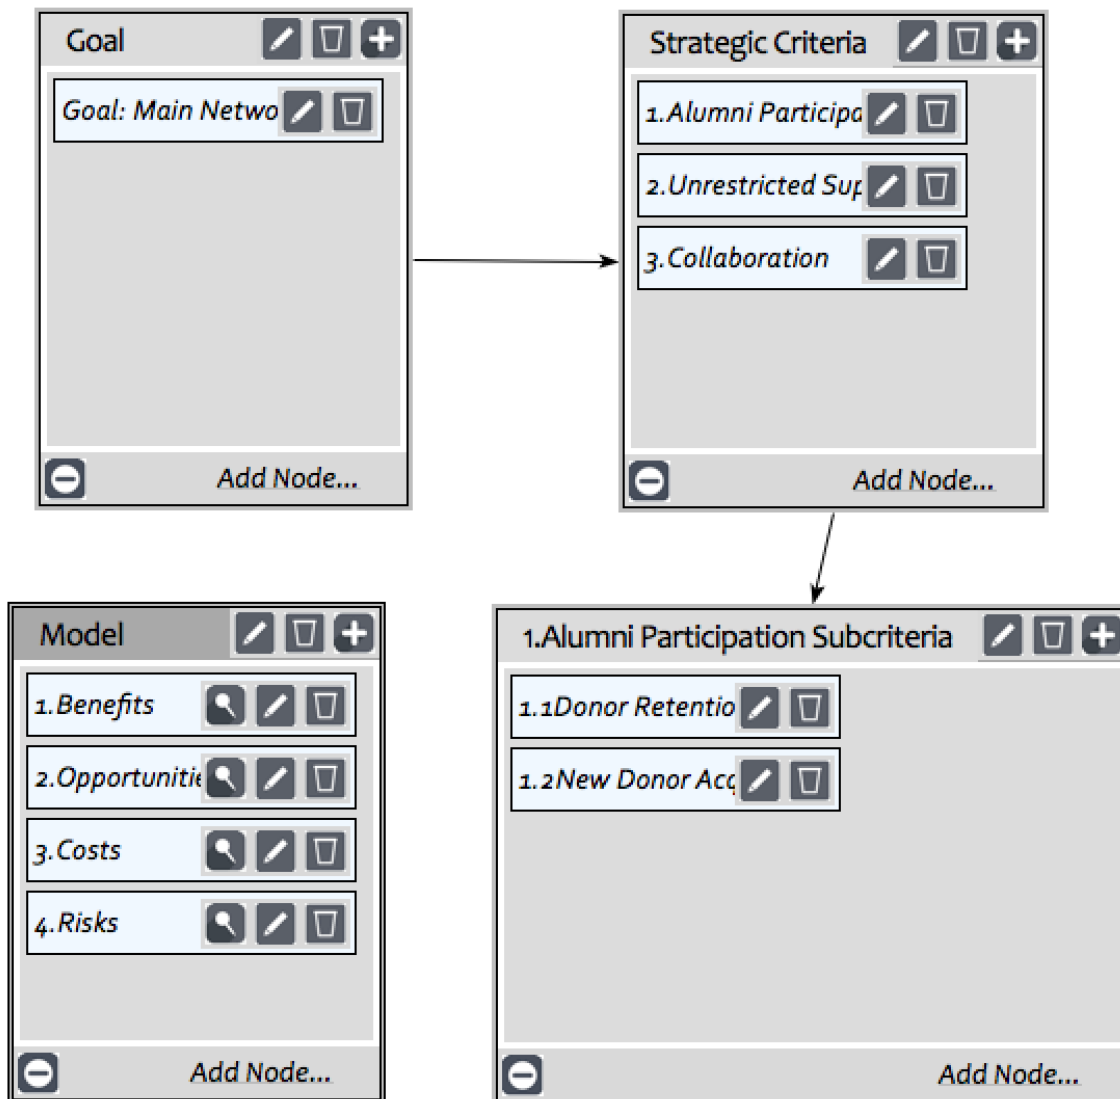 Goal
Goal: Main Netwo
Add Node...
Strategic Criteria
1.Alumni Participa
2.Unrestricted Sup
3.Collaboration
Add Node...
Model
1.Benefits
2.Opportunitie
3.Costs
4.Risks
Add Node...
1.Alumni Participation Subcriteria
1.1Donor Retentio
1.2New Donor Acq
Add Node...